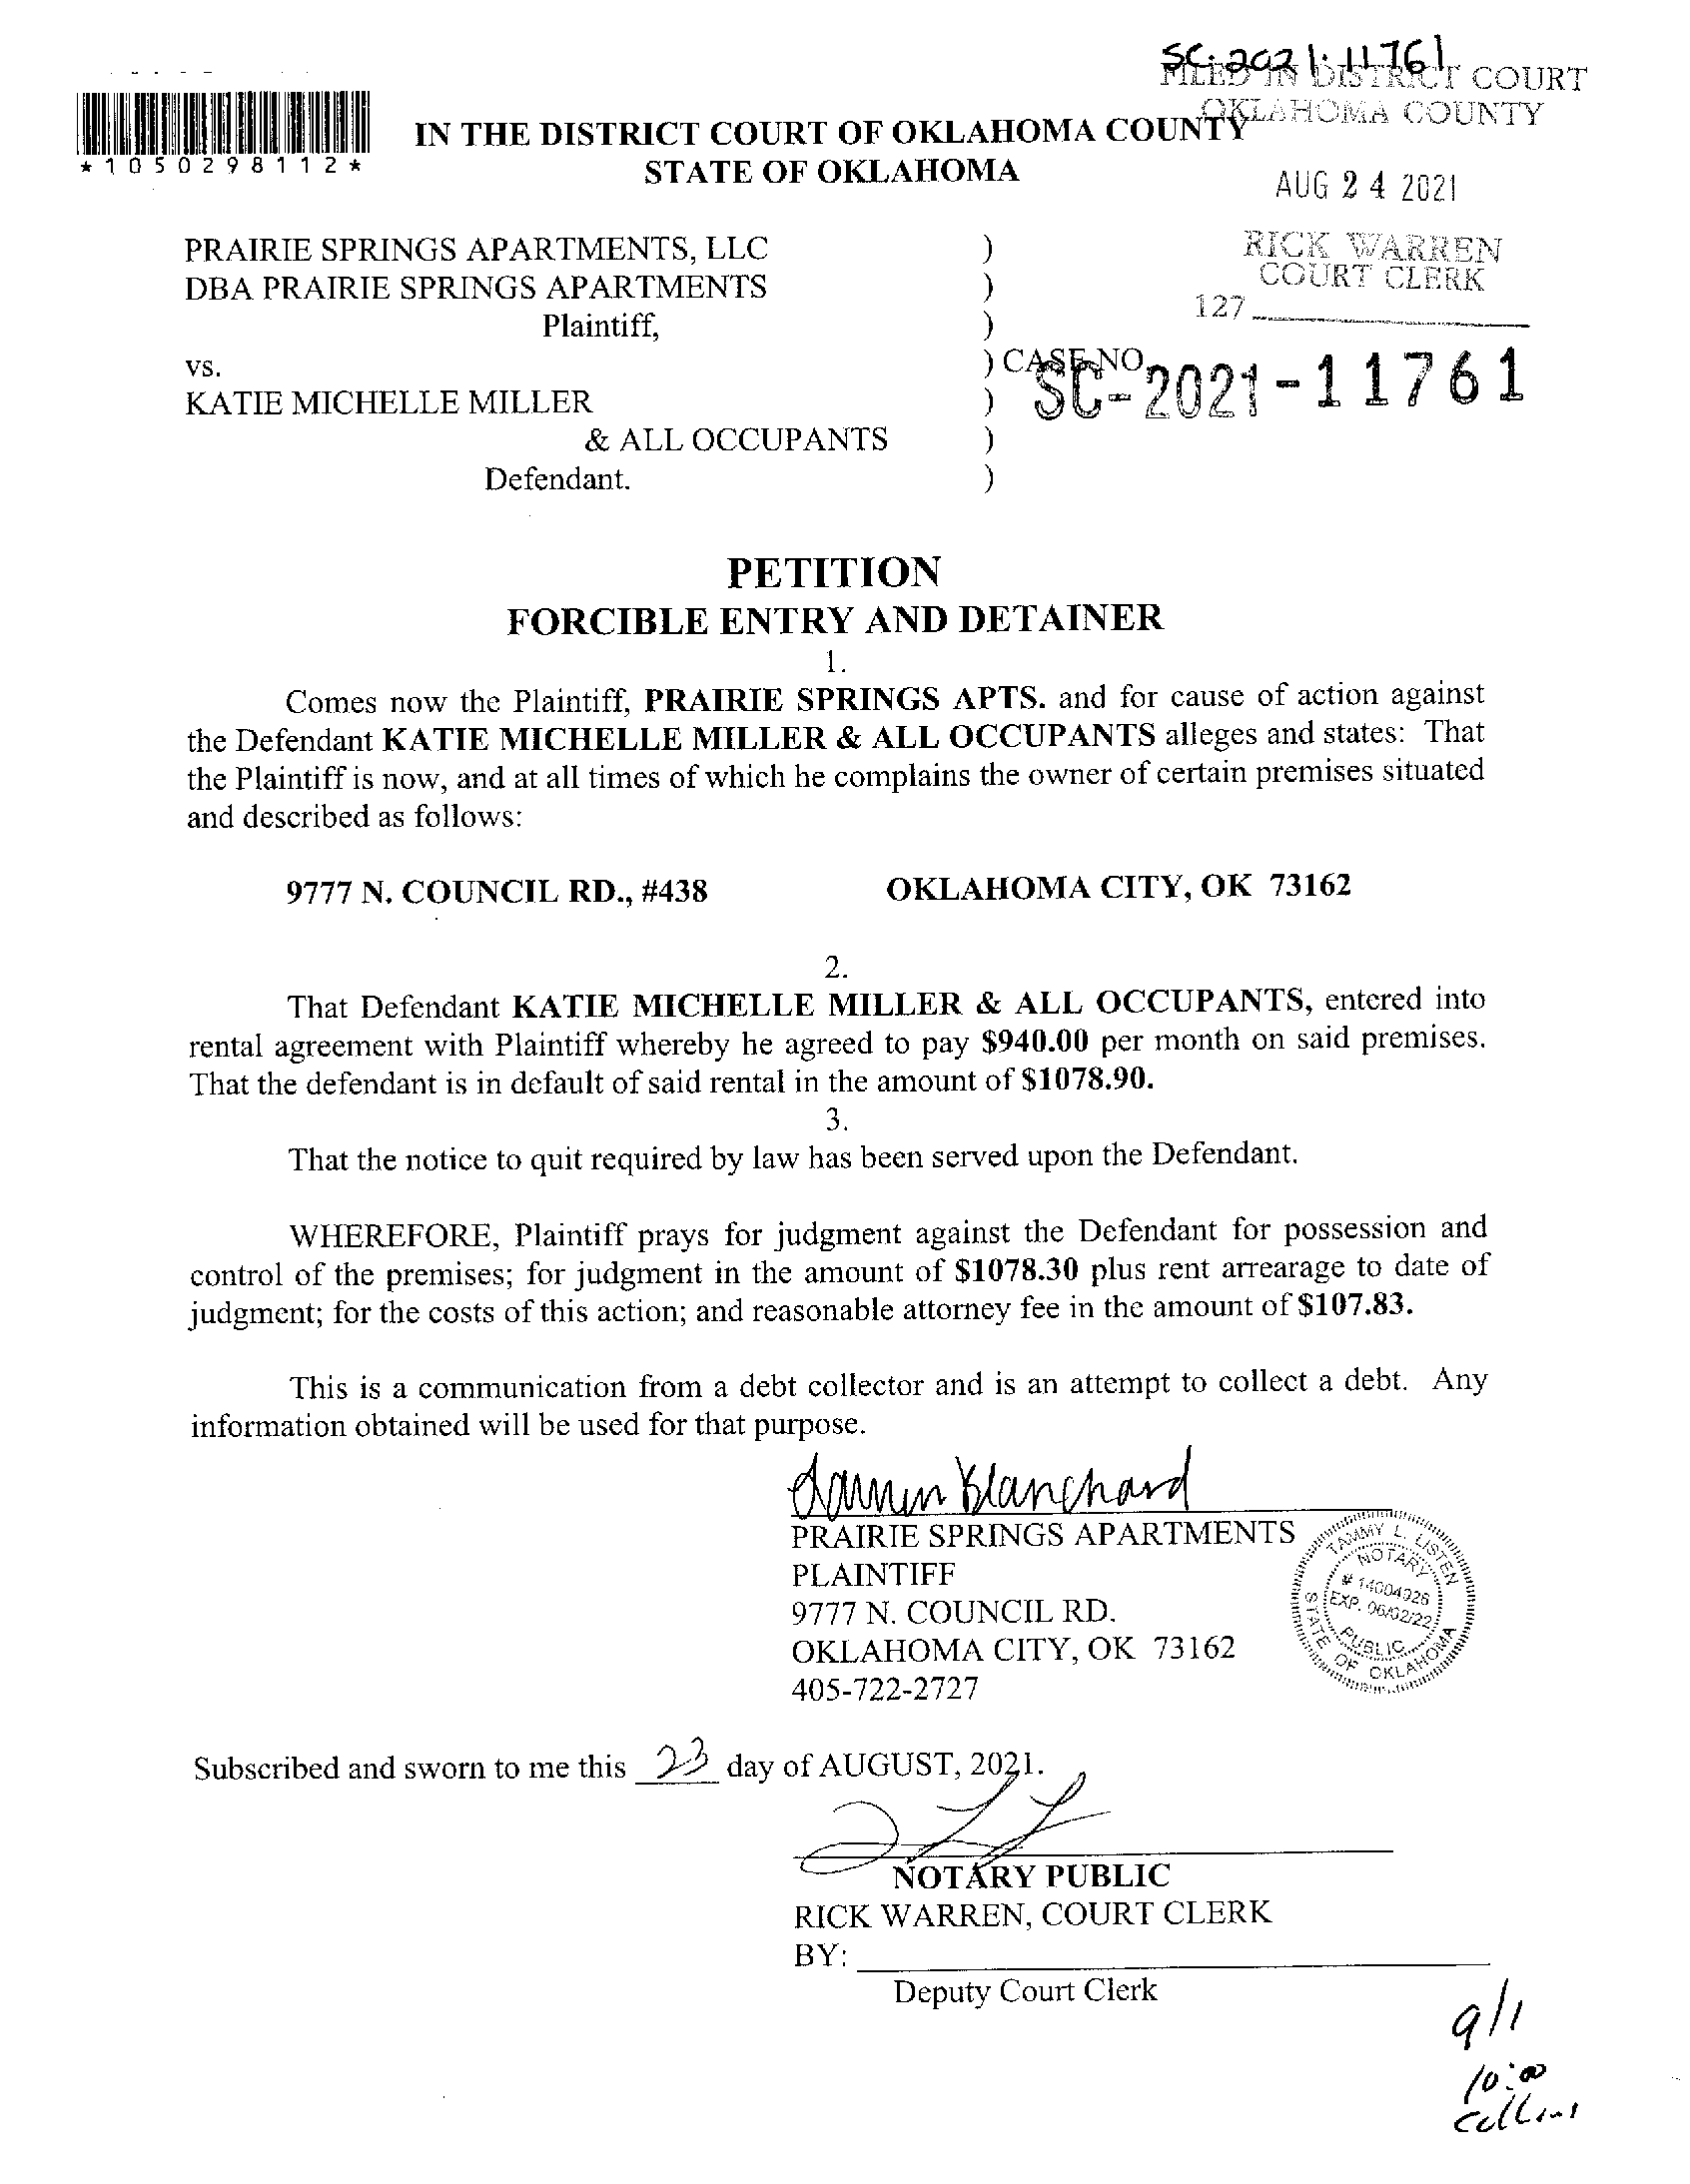 SC-2021-11761
FILED IN DISTRICT COURT
OKLAHOMA COUNTY
*1050298112*
IN THE DISTRICT COURT OF OKLAHOMA COUNTY
STATE OF OKLAHOMA
AUG 24 2021
RICK WARREN
COURT CLERK
127
PRAIRIE SPRINGS APARTMENTS, LLC )
DBA PRAIRIE SPRINGS APARTMENTS )
Plaintiff, )
vs. ) CASE NO.
SC-2021-11761
KATIE MICHELLE MILLER )
& ALL OCCUPANTS )
Defendant. )
PETITION
FORCIBLE ENTRY AND DETAINER
1.
Comes now the Plaintiff, PRAIRIE SPRINGS APTS. and for cause of action against
the Defendant KATIE MICHELLE MILLER & ALL OCCUPANTS alleges and states: That
the Plaintiff is now, and at all times of which he complains the owner of certain premises situated
and described as follows:
9777 N. COUNCIL RD., #438 OKLAHOMA CITY, OK 73162
2.
That Defendant KATIE MICHELLE MILLER & ALL OCCUPANTS, entered into
rental agreement with Plaintiff whereby he agreed to pay $940.00 per month on said premises.
That the defendant is in default of said rental in the amount of $1078.90.
3.
That the notice to quit required by law has been served upon the Defendant.
WHEREFORE, Plaintiff prays for judgment against the Defendant for possession and
control of the premises; for judgment in the amount of $1078.30 plus rent arrearage to date of
judgment; for the costs of this action; and reasonable attorney fee in the amount of $107.83.
This is a communication from a debt collector and is an attempt to collect a debt. Any
information obtained will be used for that purpose.
Blanchard
PRAIRIE SPRINGS APARTMENTS
PLAINTIFF
9777 N. COUNCIL RD.
OKLAHOMA CITY, OK 73162
405-722-2727
TAMMY L. LISTEN
NOTARY
# 14004926
EXP. 06/02/22
PUBLIC
STATE OF OKLAHOMA
Subscribed and sworn to me this 23 day of AUGUST, 2021.
NOTARY PUBLIC
RICK WARREN, COURT CLERK
BY:
Deputy Court Clerk
9/1
10:00
Collins